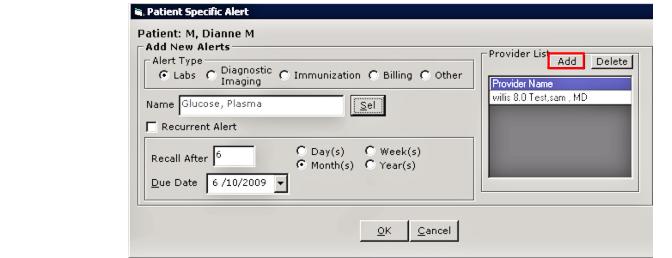 Patient Specific Alert
Patient: M, Dianne M
Add New Alerts
Alert Type
Labs Diagnostic Imaging Immunization Billing Other
Name Glucose, Plasma Sel
Recurrent Alert
Recall After 6 Day(s) Week(s)
Month(s) Year(s)
Due Date 6 /10/2009
Provider List Add Delete
Provider Name
willis 8.0 Test,sam , MD
OK Cancel